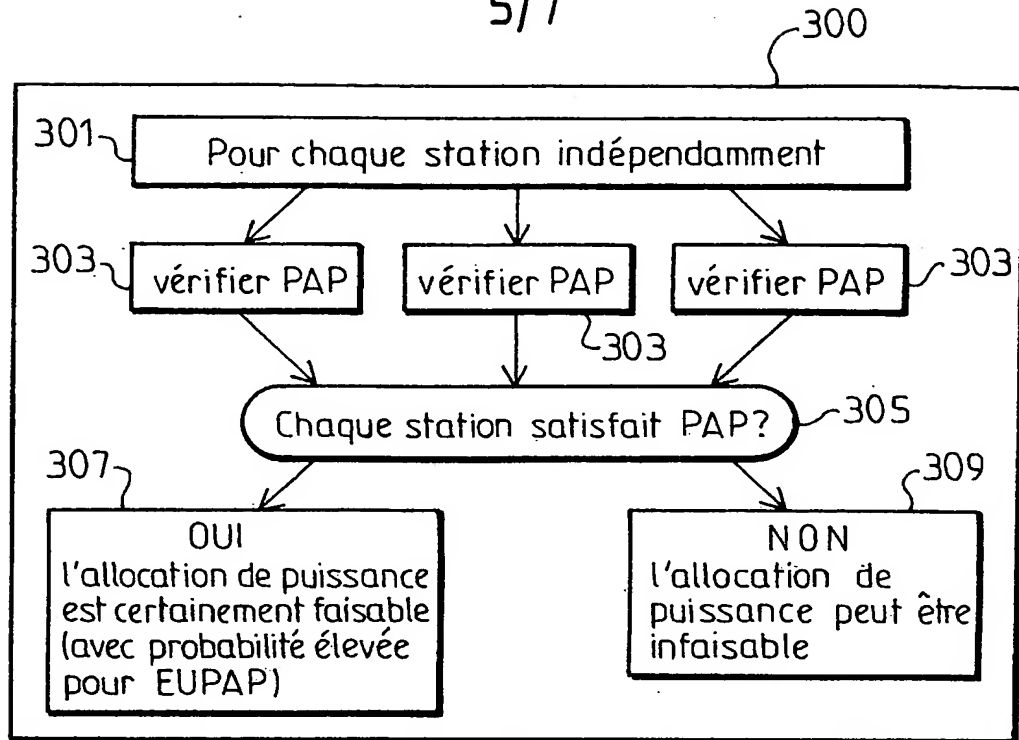 5/7
300
301
Pour chaque station indépendamment
303
vérifier PAP
vérifier PAP
vérifier PAP
303
303
Chaque station satisfait PAP?
305
307
309
OUI
l'allocation de puissance
est certainement faisable
(avec probabilité élevée
pour EUPAP)
NON
l'allocation de
puissance peut être
infaisable